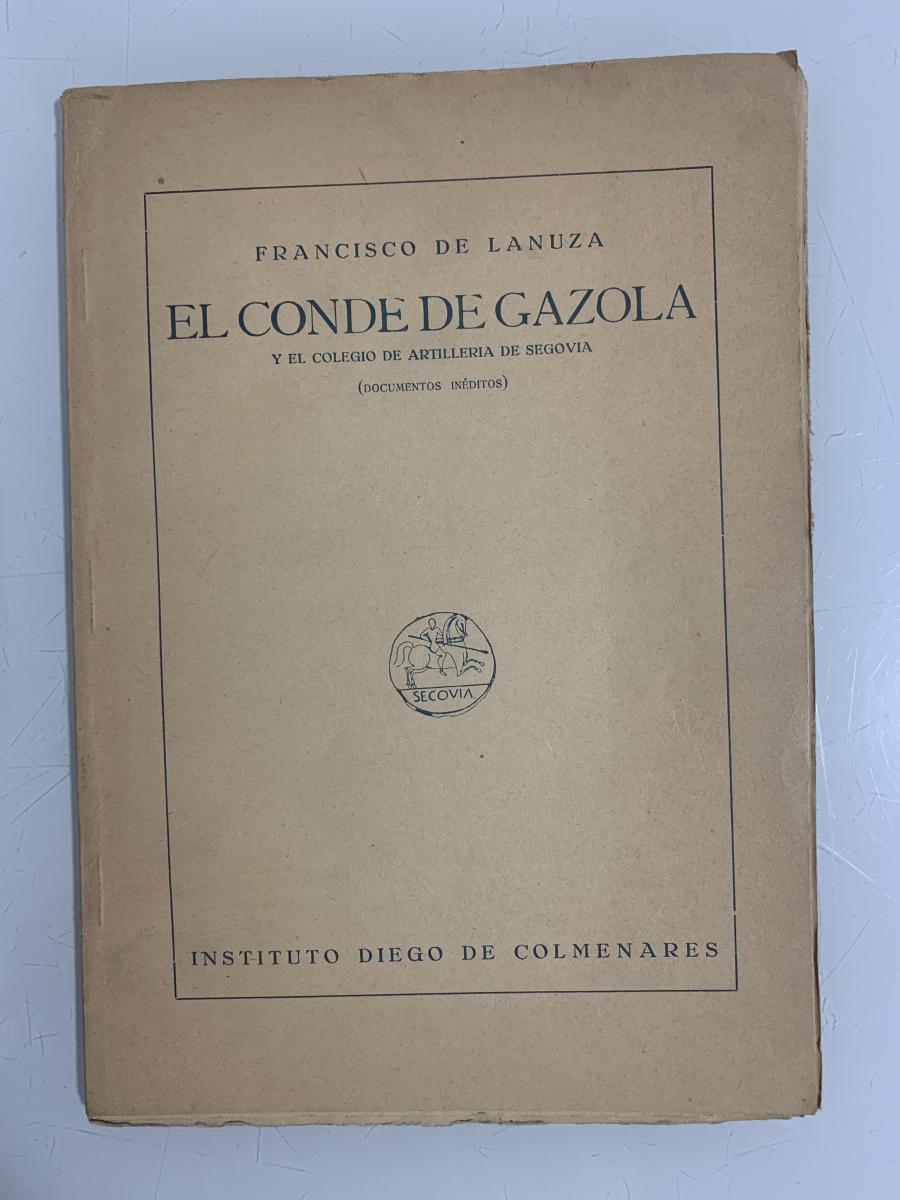 FRANCISCO DE LANUZA
EL CONDE DE GAZOLA
Y EL COLEGIO DE ARTILLERIA DE SEGOVIA
(DOCUMENTOS INÉDITOS)
SEGOVIA
INSTITUTO DIEGO DE COLMENARES